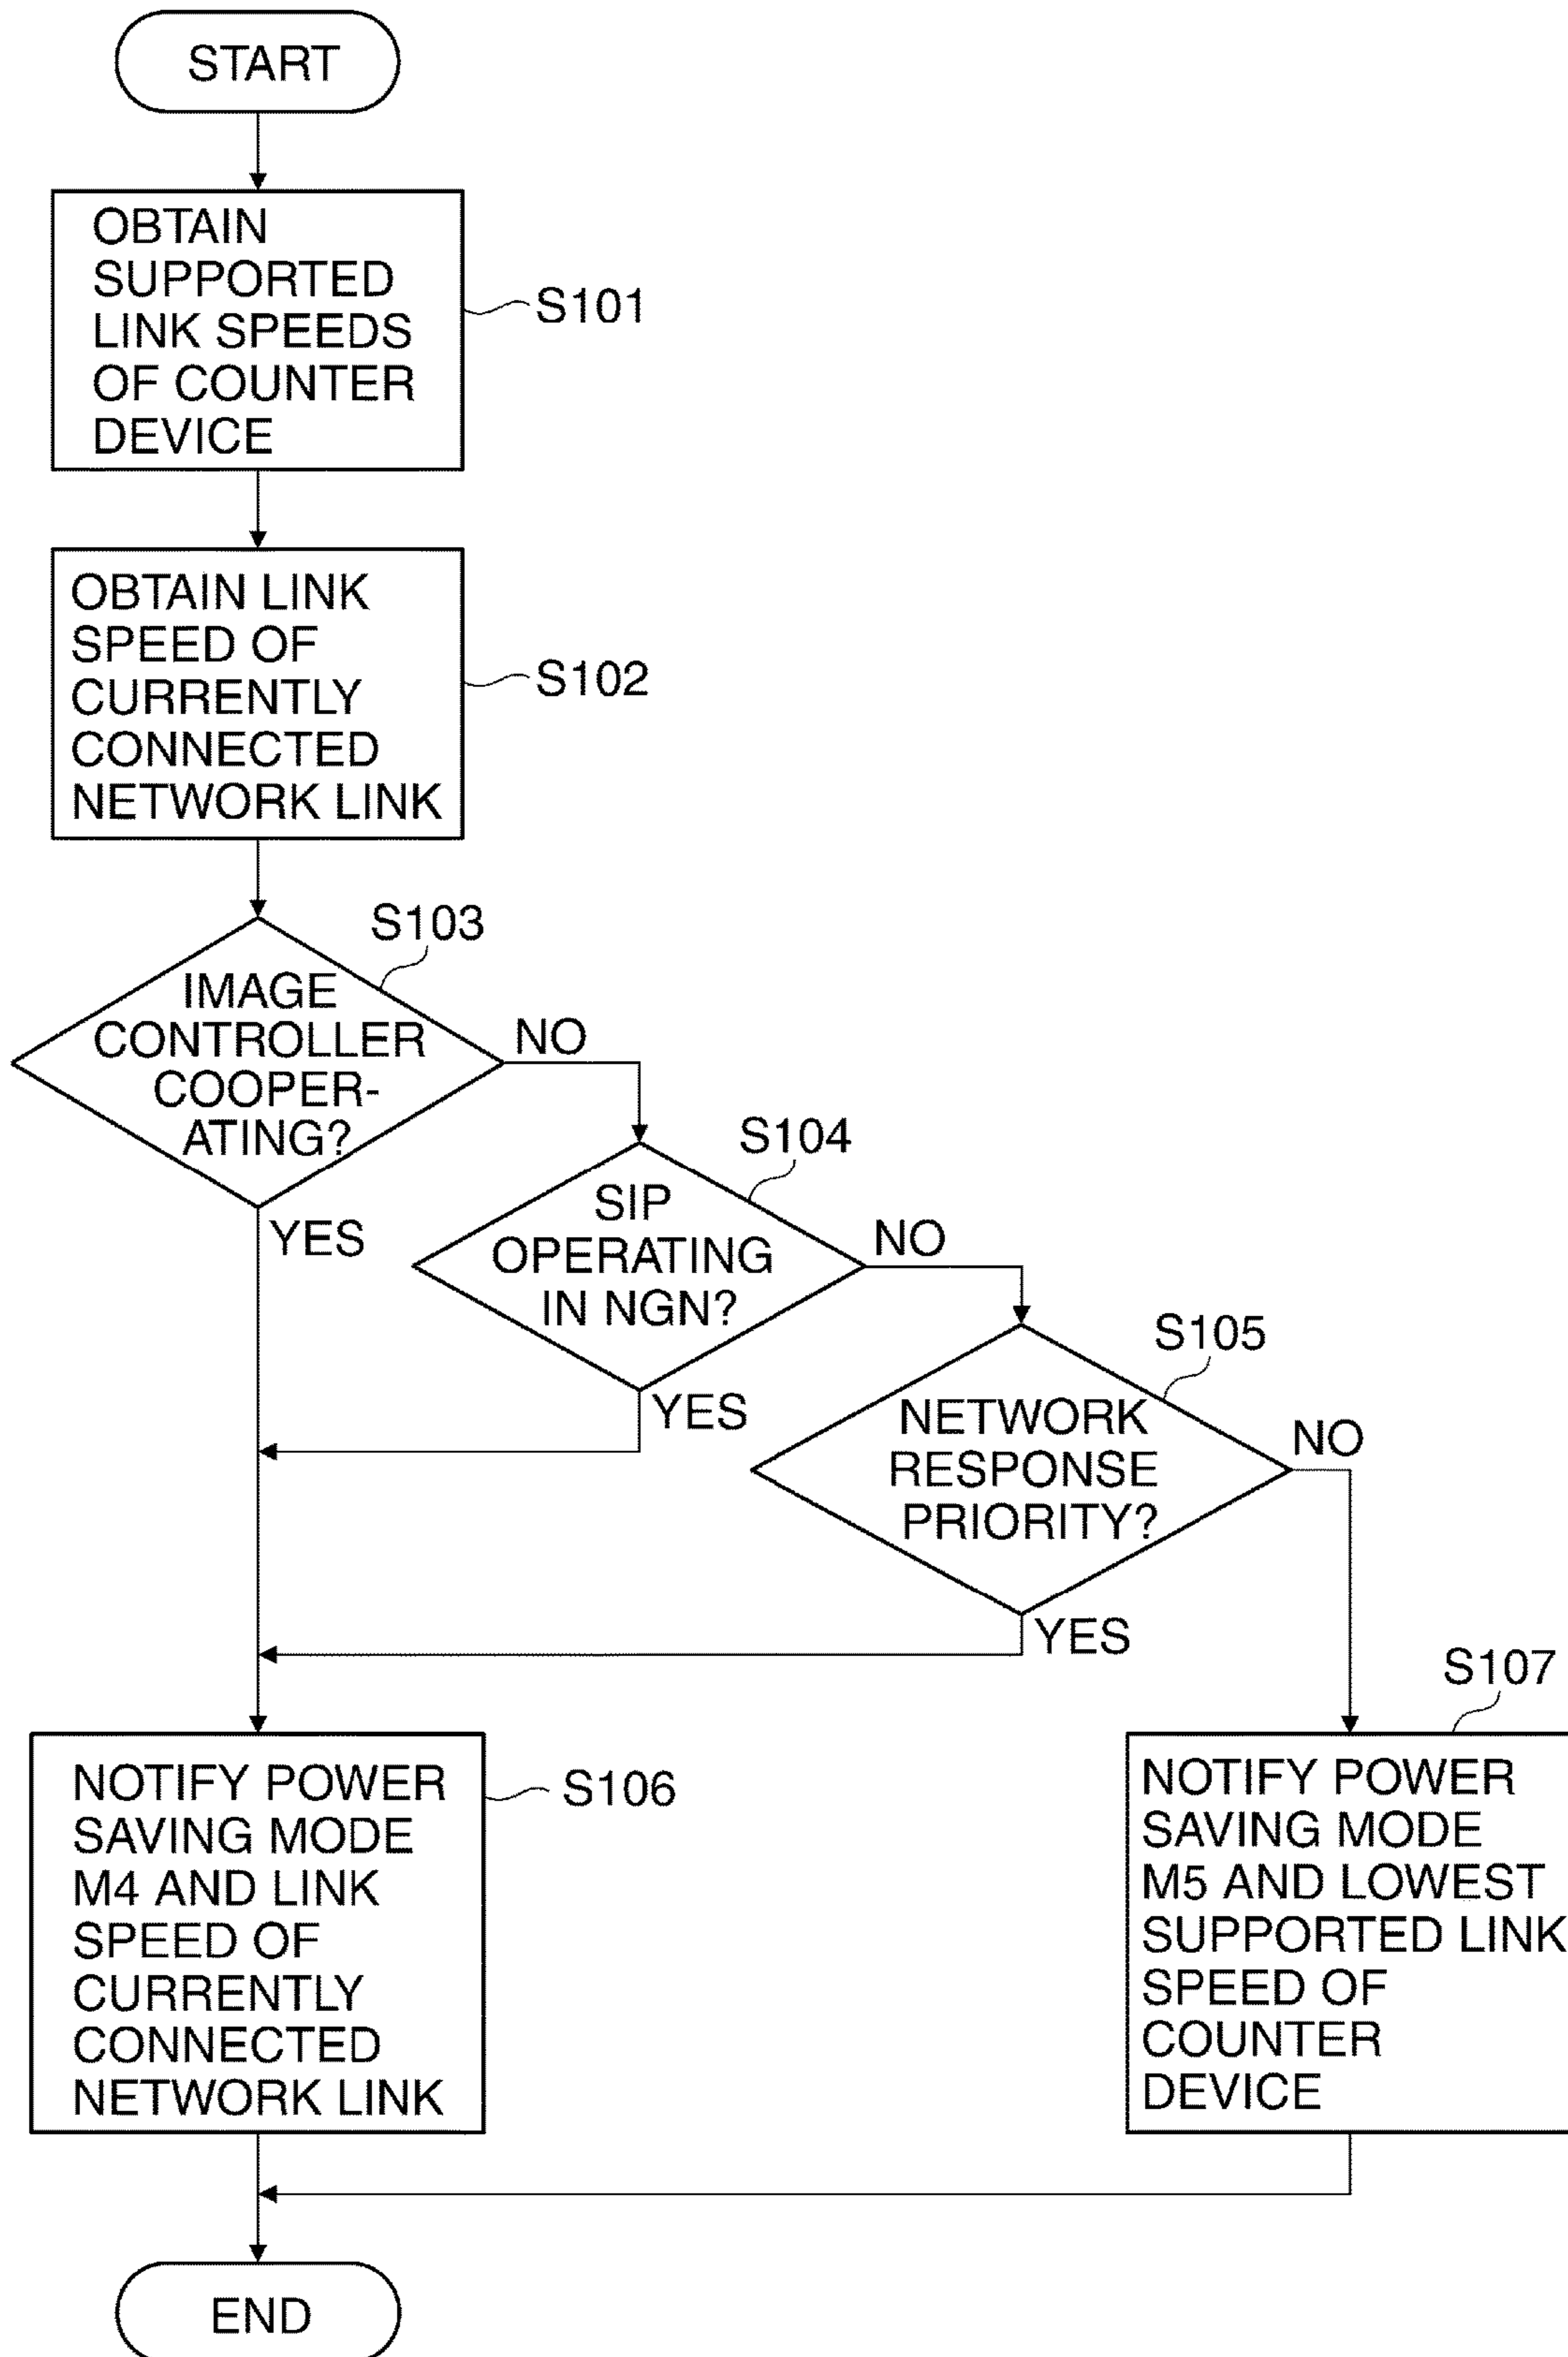 START
OBTAIN
SUPPORTED
LINK SPEEDS
OF COUNTER
DEVICE
S101
OBTAIN LINK
SPEED OF
CURRENTLY
CONNECTED
NETWORK LINK
S102
S103
IMAGE
CONTROLLER
COOPER-
ATING?
NO
YES
S104
SIP
OPERATING
IN NGN?
NO
YES
S105
NETWORK
RESPONSE
PRIORITY?
NO
YES
NOTIFY POWER
SAVING MODE
M4 AND LINK
SPEED OF
CURRENTLY
CONNECTED
NETWORK LINK
S106
S107
NOTIFY POWER
SAVING MODE
M5 AND LOWEST
SUPPORTED LINK
SPEED OF
COUNTER
DEVICE
END